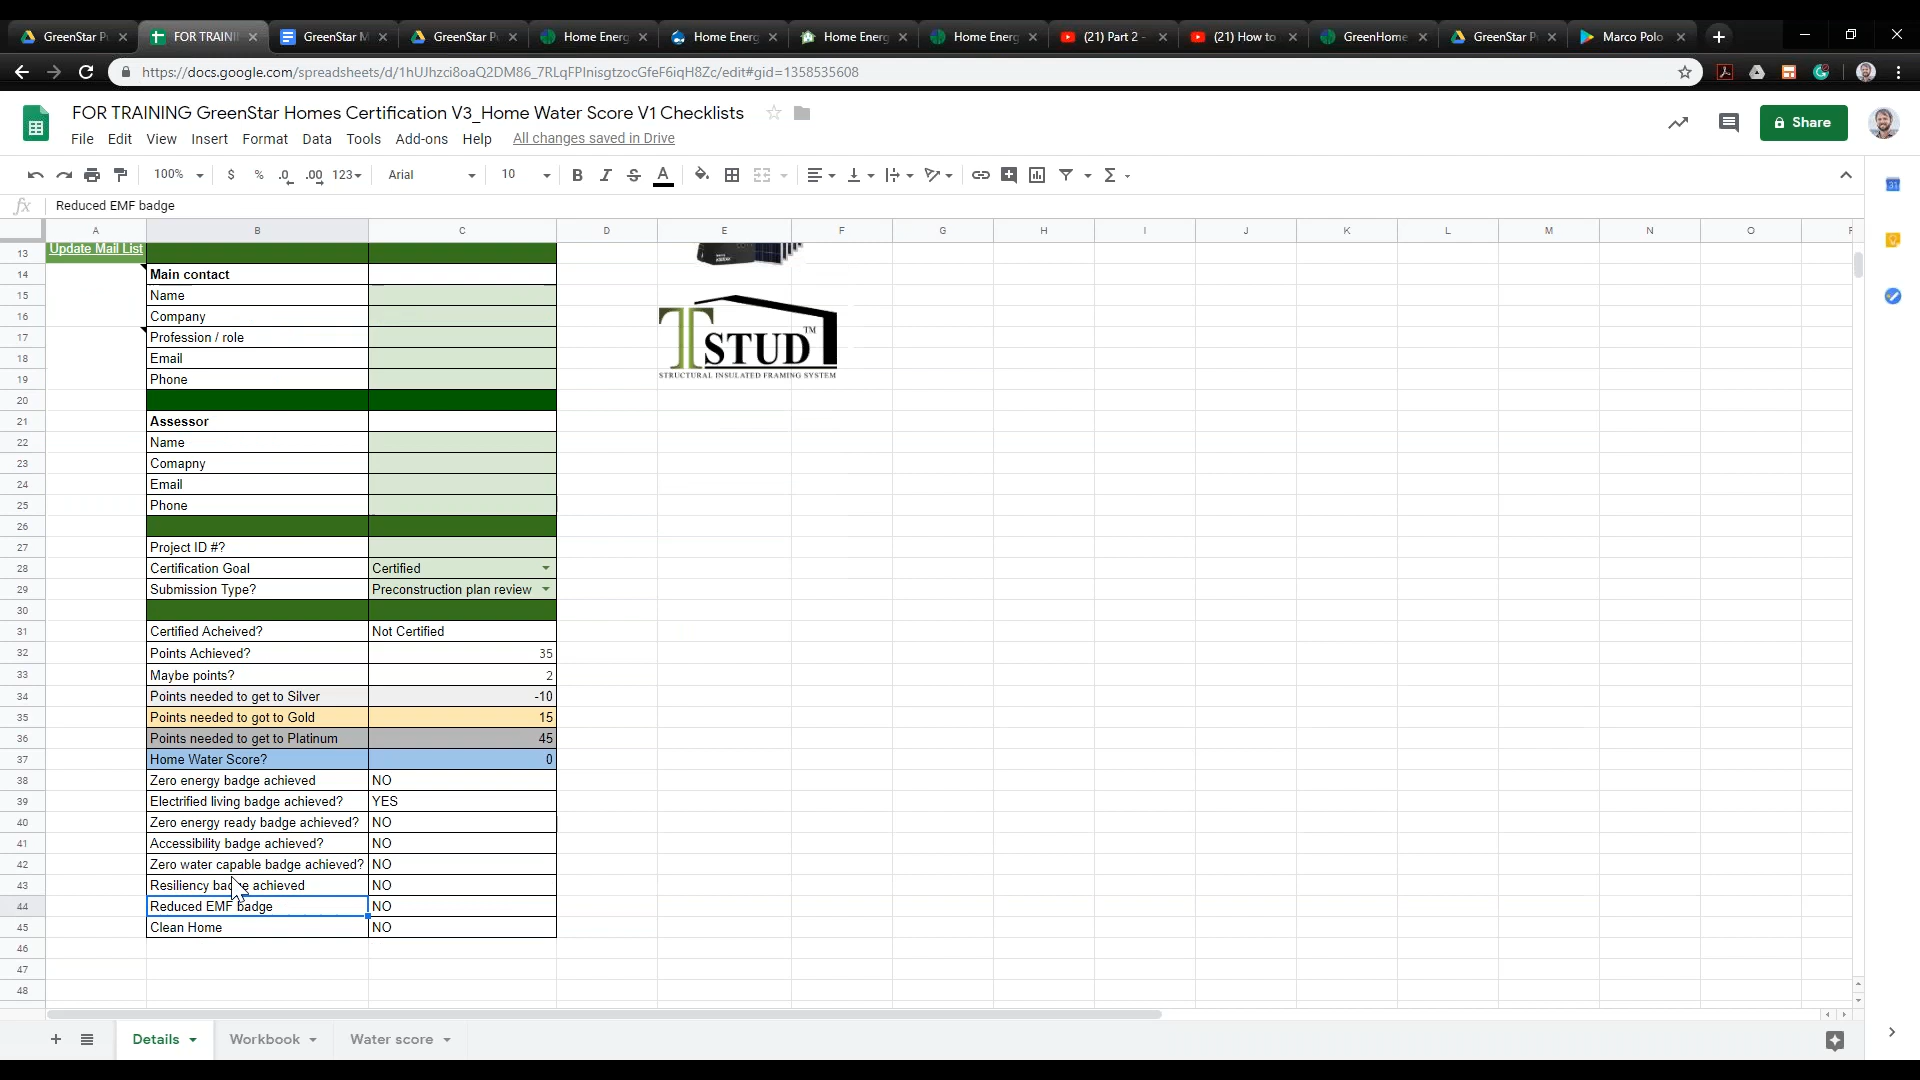 GreenStar P
FOR TRAINI
GreenStar M
GreenStar P
Home Energ
Home Energ
Home Energ
Home Energ
(21) Part 2 -
(21) How to
GreenHome
GreenStar P
Marco Polo
https://docs.google.com/spreadsheets/d/1hUJhzci8oaQ2DM86_7RLqFPInisgtzocGfeF6iqH8Zc/edit#gid=1358535608
FOR TRAINING GreenStar Homes Certification V3_Home Water Score V1 Checklists
File Edit View Insert Format Data Tools Add-ons Help All changes saved in Drive
Share
100% $ % .0 .00 123 Arial 10 B I S A Σ
fx Reduced EMF badge
A B C D E F G H I J K L M N O
13 Update Mail List
14 Main contact
15 Name
16 Company
17 Profession / role
18 Email
19 Phone
20
21 Assessor
22 Name
23 Comapny
24 Email
25 Phone
26
27 Project ID #?
28 Certification Goal Certified
29 Submission Type? Preconstruction plan review
30
31 Certified Acheived? Not Certified
32 Points Achieved? 35
33 Maybe points? 2
34 Points needed to get to Silver -10
35 Points needed to got to Gold 15
36 Points needed to get to Platinum 45
37 Home Water Score? 0
38 Zero energy badge achieved NO
39 Electrified living badge achieved? YES
40 Zero energy ready badge achieved? NO
41 Accessibility badge achieved? NO
42 Zero water capable badge achieved? NO
43 Resiliency badge achieved NO
44 Reduced EMF badge NO
45 Clean Home NO
46
47
48
TSTUD™
STRUCTURAL INSULATED FRAMING SYSTEM
31
Details Workbook Water score